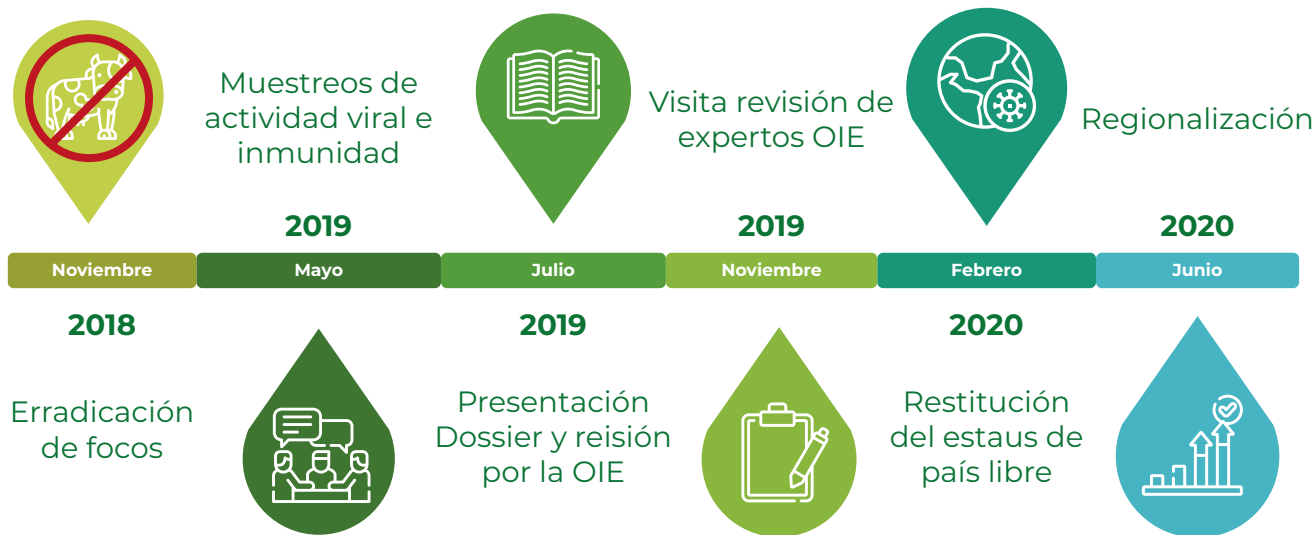 Muestreos de
actividad viral e
inmunidad
Visita revisión de
expertos OIE
Regionalización
2019
2019
2020
Noviembre
Mayo
Julio
Noviembre
Febrero
Junio
2018
2019
2020
Erradicación
de focos
Presentación
Dossier y reisión
por la OIE
Restitución
del estaus de
país libre